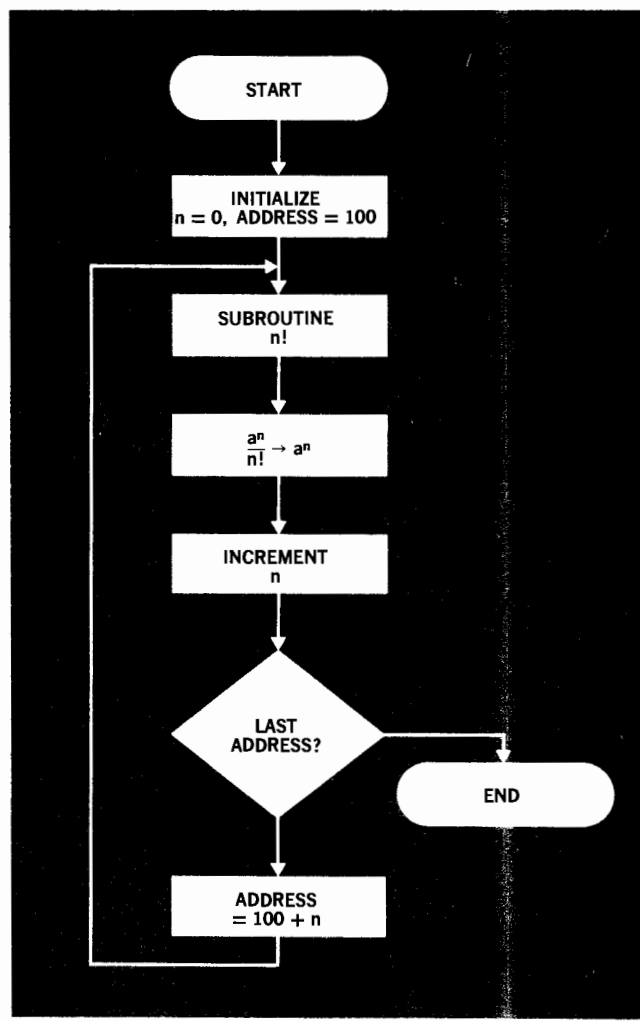 START
INITIALIZE
n = 0, ADDRESS = 100
SUBROUTINE
n!
aⁿ
n! → aⁿ
INCREMENT
n
LAST
ADDRESS?
END
ADDRESS
= 100 + n